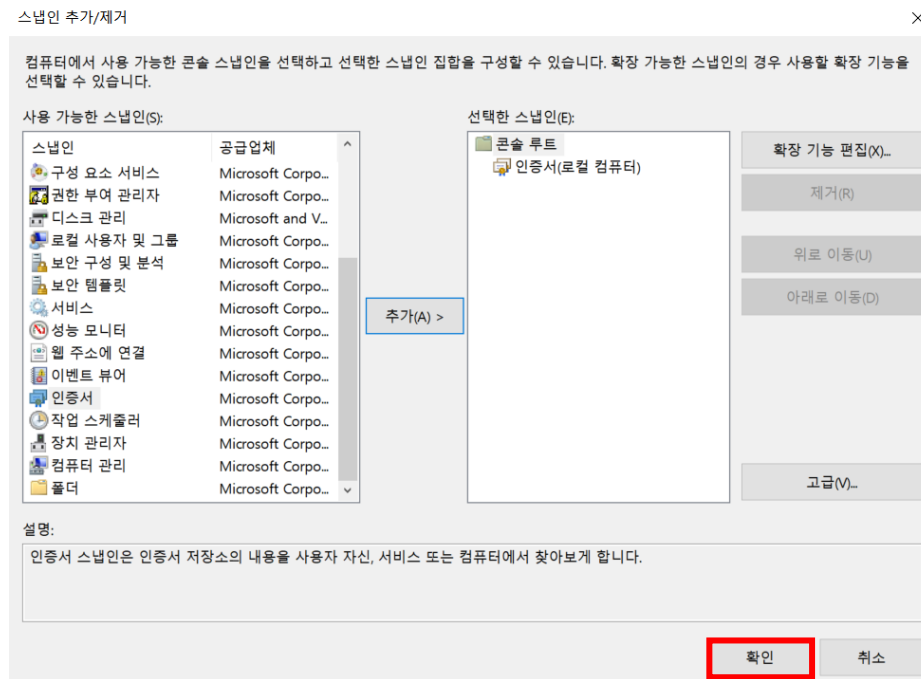 스냅인 추가/제거
컴퓨터에서 사용 가능한 콘솔 스냅인을 선택하고 선택한 스냅인 집합을 구성할 수 있습니다. 확장 가능한 스냅인의 경우 사용할 확장 기능을
선택할 수 있습니다.
사용 가능한 스냅인(S):
스냅인 공급업체
구성 요소 서비스 Microsoft Corpo...
권한 부여 관리자 Microsoft Corpo...
디스크 관리 Microsoft and V...
로컬 사용자 및 그룹 Microsoft Corpo...
보안 구성 및 분석 Microsoft Corpo...
보안 템플릿 Microsoft Corpo...
서비스 Microsoft Corpo...
성능 모니터 Microsoft Corpo...
웹 주소에 연결 Microsoft Corpo...
이벤트 뷰어 Microsoft Corpo...
인증서 Microsoft Corpo...
작업 스케줄러 Microsoft Corpo...
장치 관리자 Microsoft Corpo...
컴퓨터 관리 Microsoft Corpo...
폴더 Microsoft Corpo...
추가(A) >
선택한 스냅인(E):
콘솔 루트
인증서(로컬 컴퓨터)
확장 기능 편집(X)...
제거(R)
위로 이동(U)
아래로 이동(D)
고급(V)...
설명:
인증서 스냅인은 인증서 저장소의 내용을 사용자 자신, 서비스 또는 컴퓨터에서 찾아보게 합니다.
확인
취소